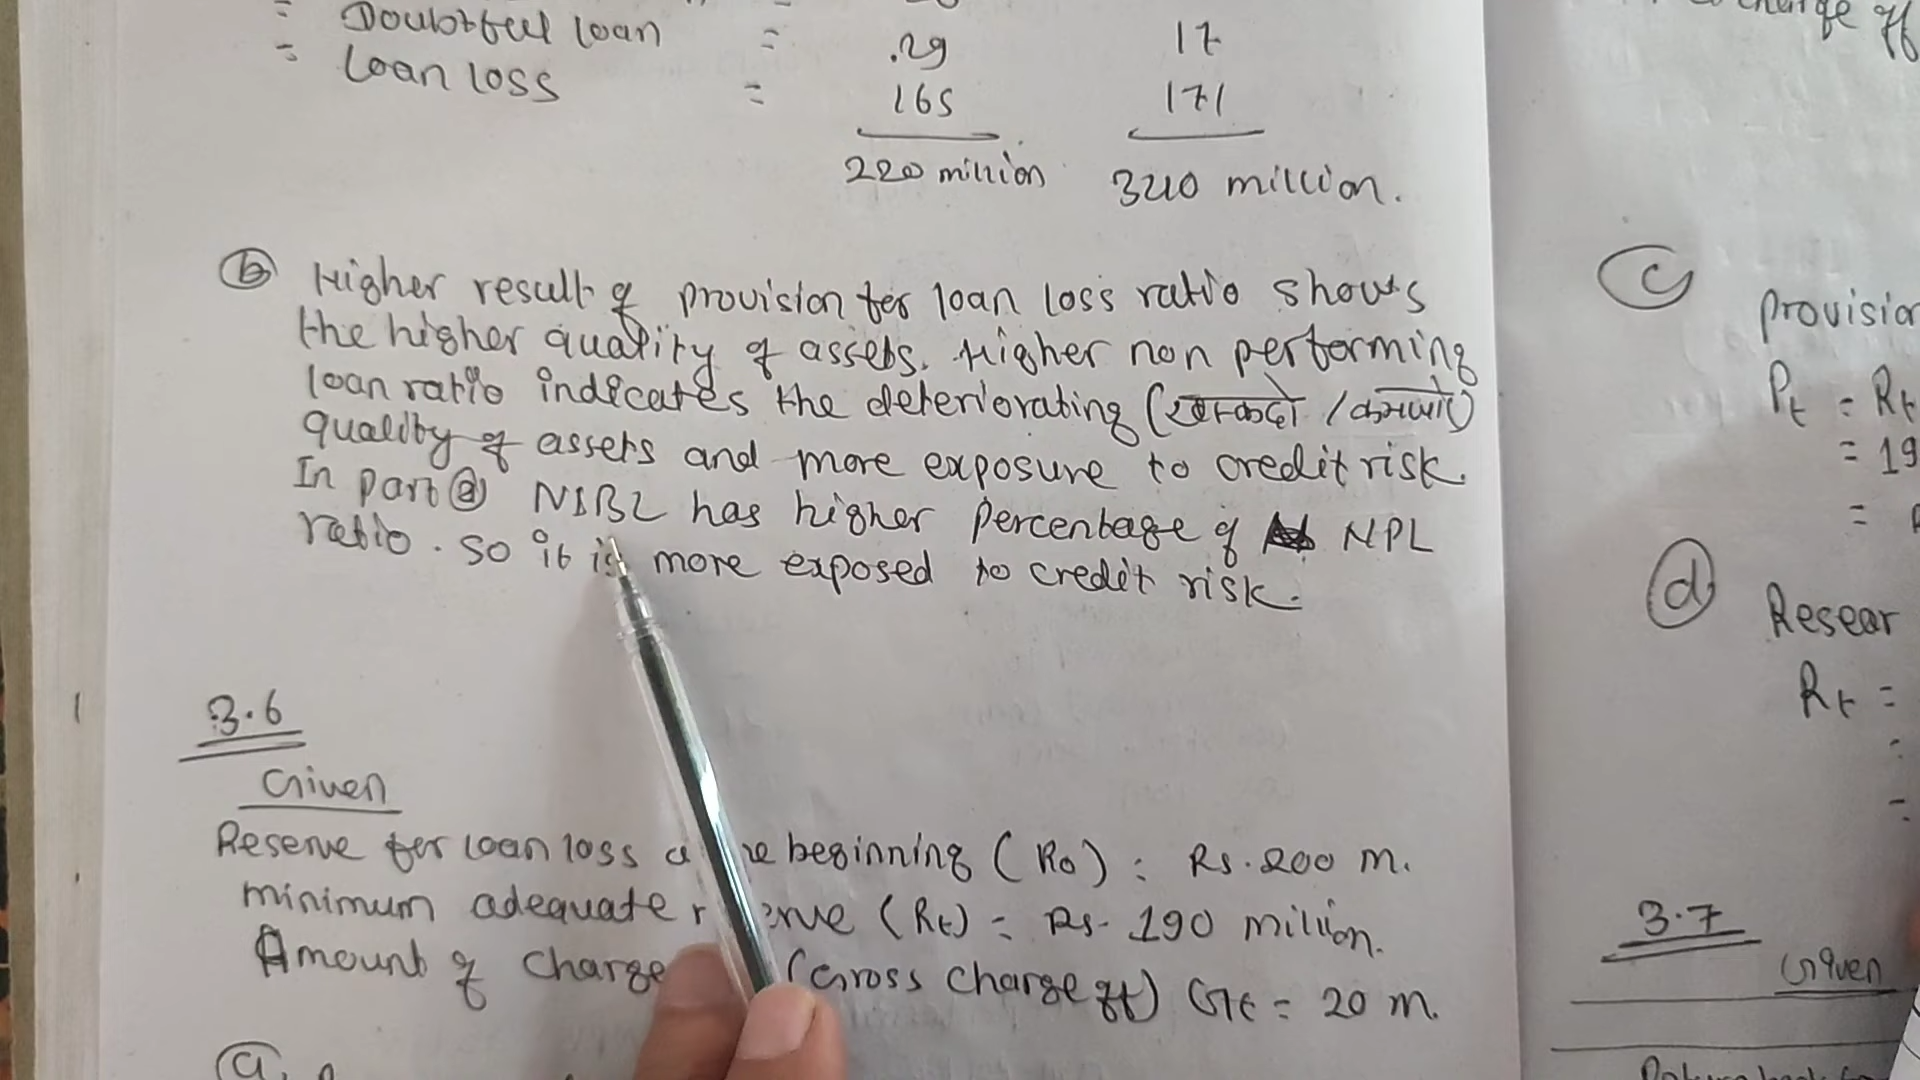 = Doubtful loan = .29 17
= Loan loss = 165 171
220 million 340 million.
(b) Higher result of provision for loan loss ratio shows
the higher quality of assets. Higher non performing
loan ratio indicates the deteriorating (
quality of assets and more exposure to credit risk.
In part (a) NIBL has higher percentage of NPL
ratio. So it is more exposed to credit risk.
3.6
Given
Reserve for loan loss beginning (R0) : Rs. 200 m.
minimum adequate (Rt) = Rs. 190 million.
Amount of charge (Gross charge off) Gt = 20 m.
(a)
charge off
(c)
provision
Pt = Rt
= 19
=
(d)
Resear
Rt =
3.7
Given